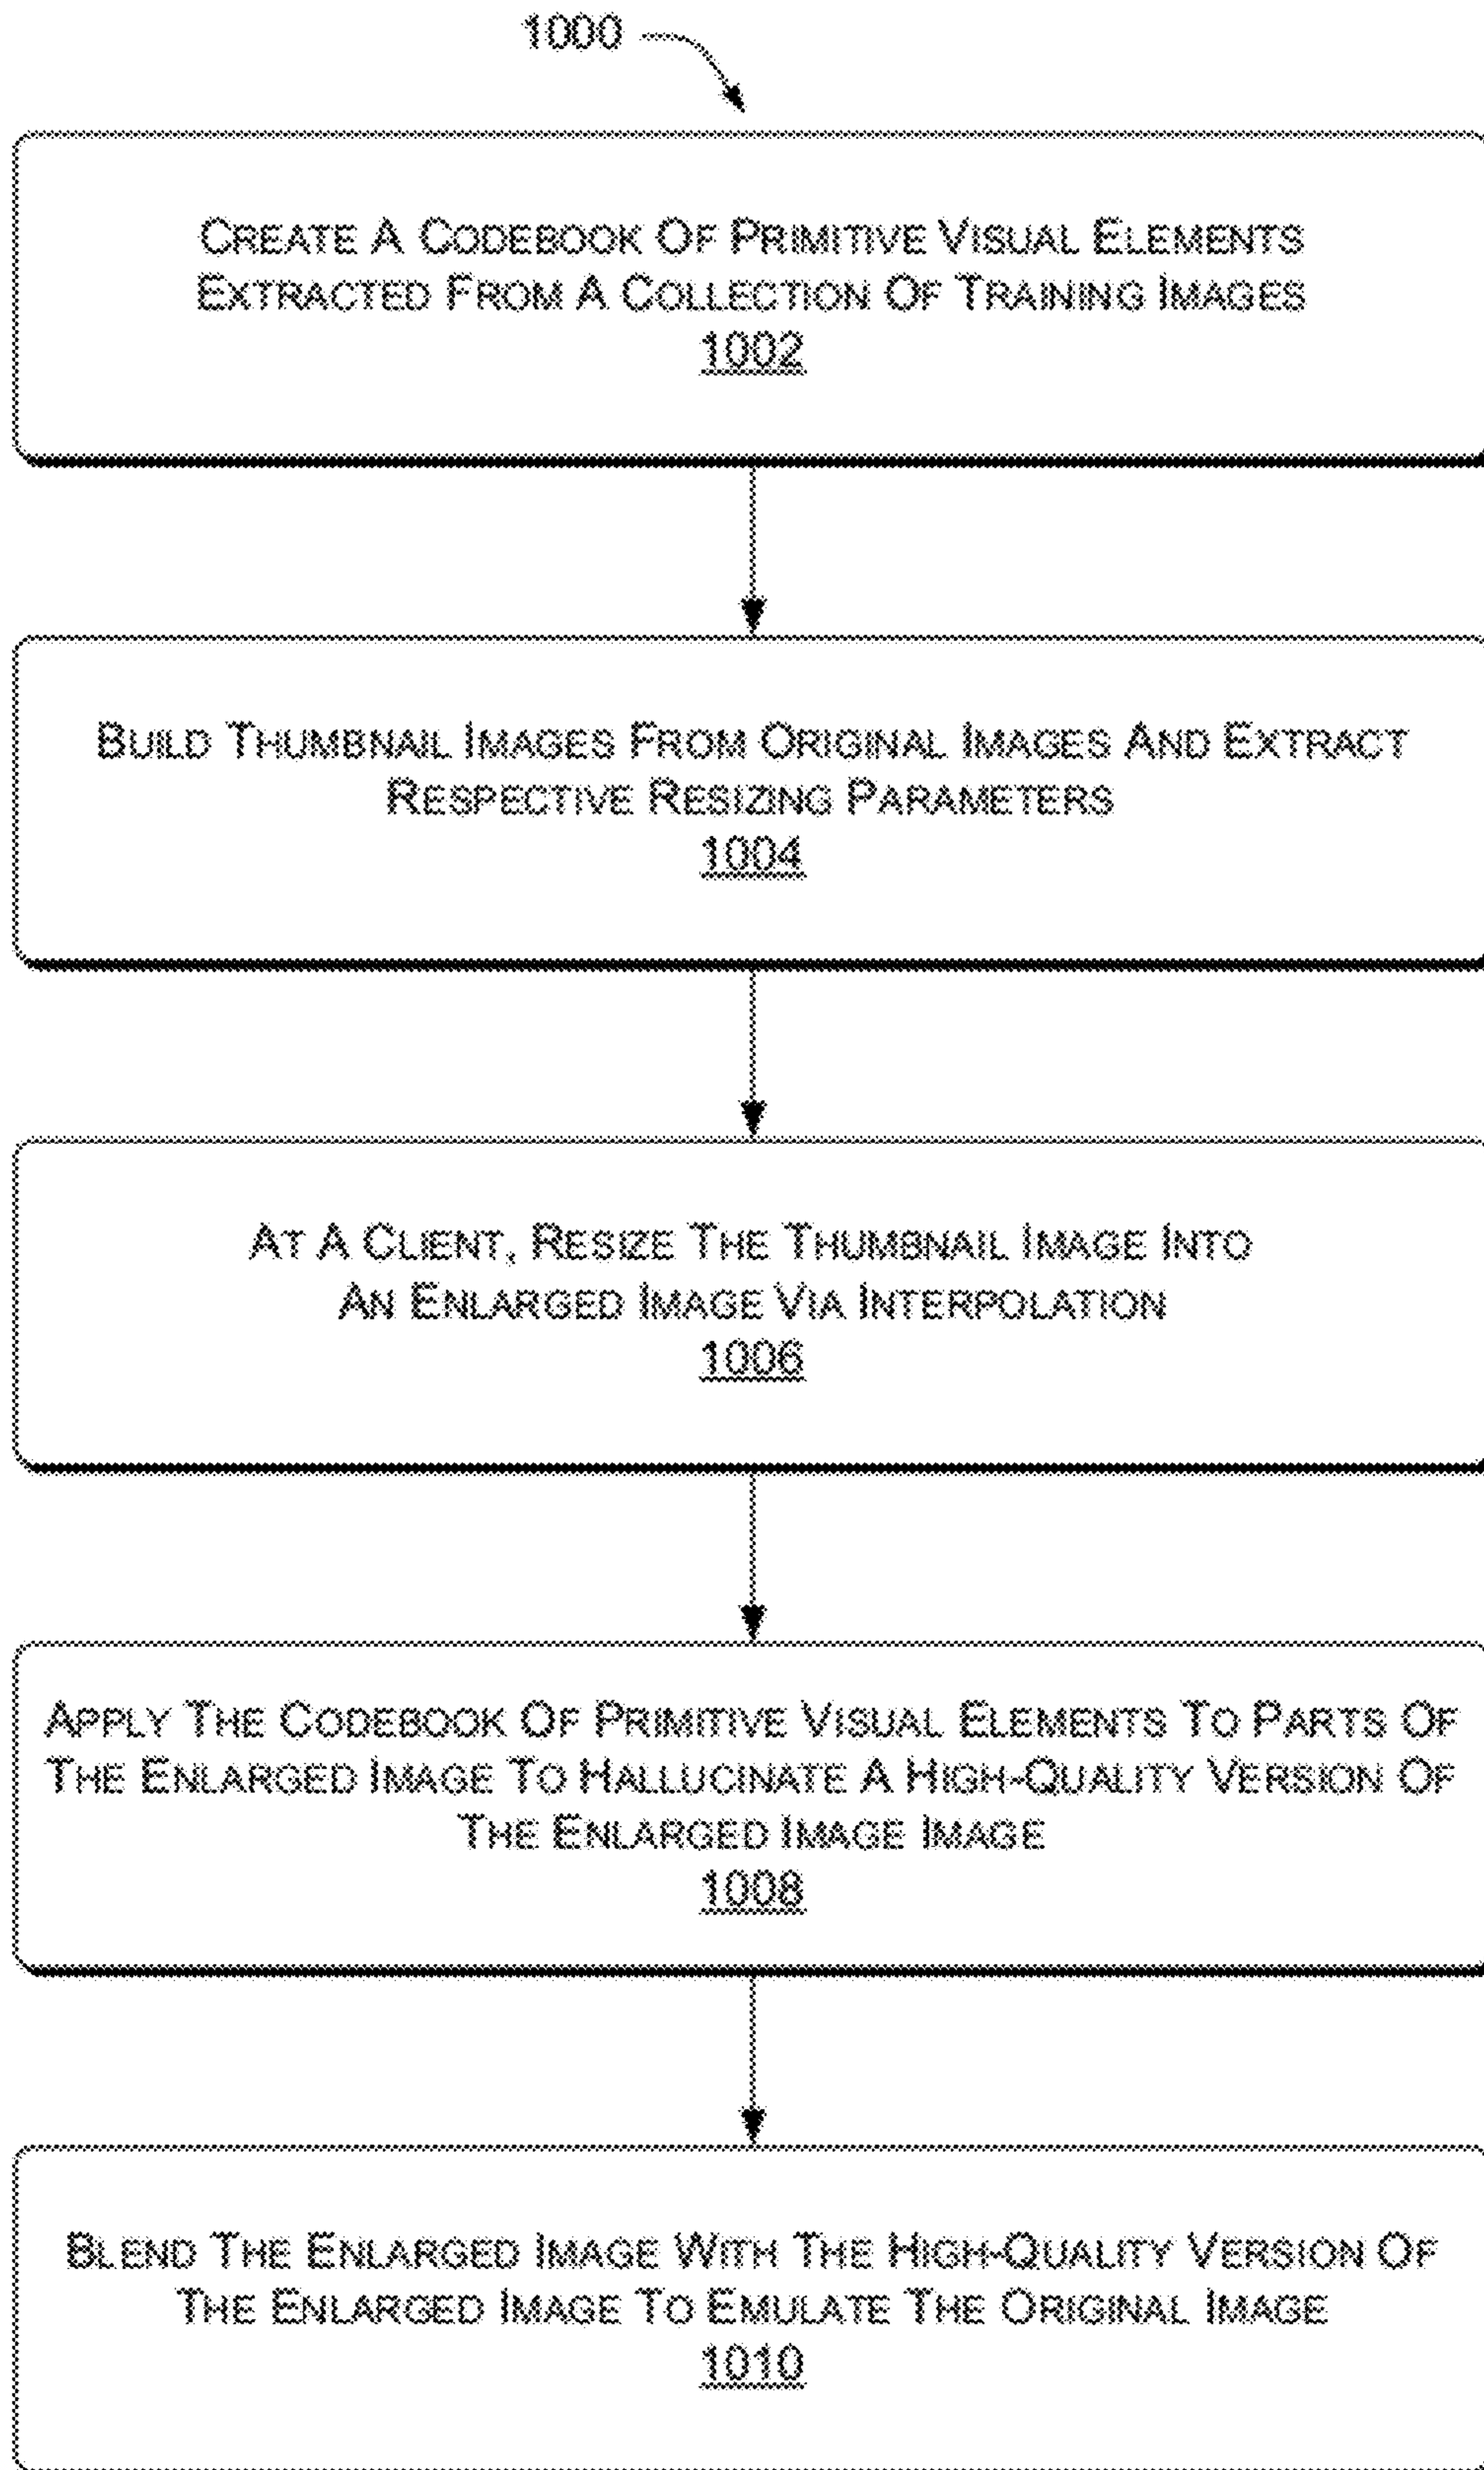 1000
CREATE A CODEBOOK OF PRIMITIVE VISUAL ELEMENTS
EXTRACTED FROM A COLLECTION OF TRAINING IMAGES
1002
BUILD THUMBNAIL IMAGES FROM ORIGINAL IMAGES AND EXTRACT
RESPECTIVE RESIZING PARAMETERS
1004
AT A CLIENT, RESIZE THE THUMBNAIL IMAGE INTO
AN ENLARGED IMAGE VIA INTERPOLATION
1006
APPLY THE CODEBOOK OF PRIMITIVE VISUAL ELEMENTS TO PARTS OF
THE ENLARGED IMAGE TO HALLUCINATE A HIGH-QUALITY VERSION OF
THE ENLARGED IMAGE IMAGE
1008
BLEND THE ENLARGED IMAGE WITH THE HIGH-QUALITY VERSION OF
THE ENLARGED IMAGE TO EMULATE THE ORIGINAL IMAGE
1010